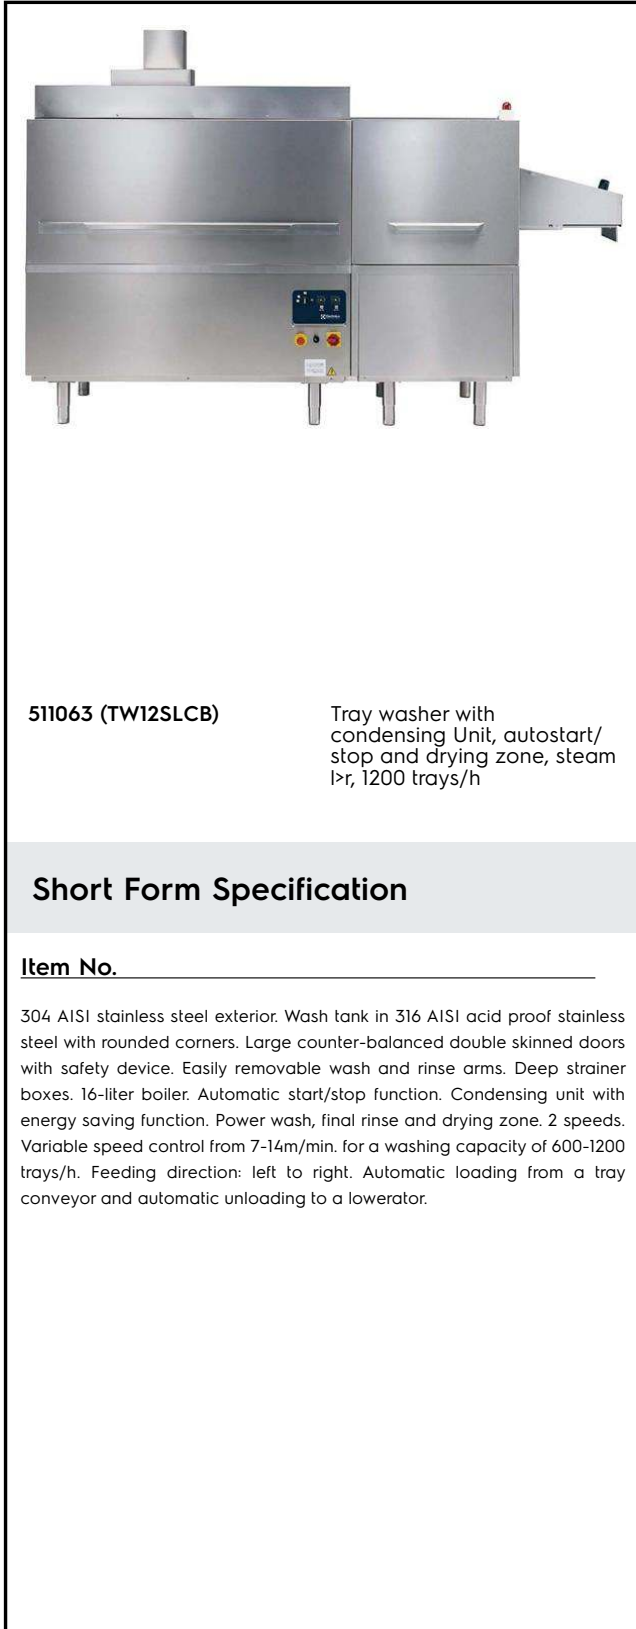 511063 (TW12SLCB)
Tray washer with
condensing Unit, autostart/
stop and drying zone, steam
l>r, 1200 trays/h
Short Form Specification
Item No.
304 AISI stainless steel exterior. Wash tank in 316 AISI acid proof stainless
steel with rounded corners. Large counter-balanced double skinned doors
with safety device. Easily removable wash and rinse arms. Deep strainer
boxes. 16-liter boiler. Automatic start/stop function. Condensing unit with
energy saving function. Power wash, final rinse and drying zone. 2 speeds.
Variable speed control from 7-14m/min. for a washing capacity of 600-1200
trays/h. Feeding direction: left to right. Automatic loading from a tray
conveyor and automatic unloading to a lowerator.